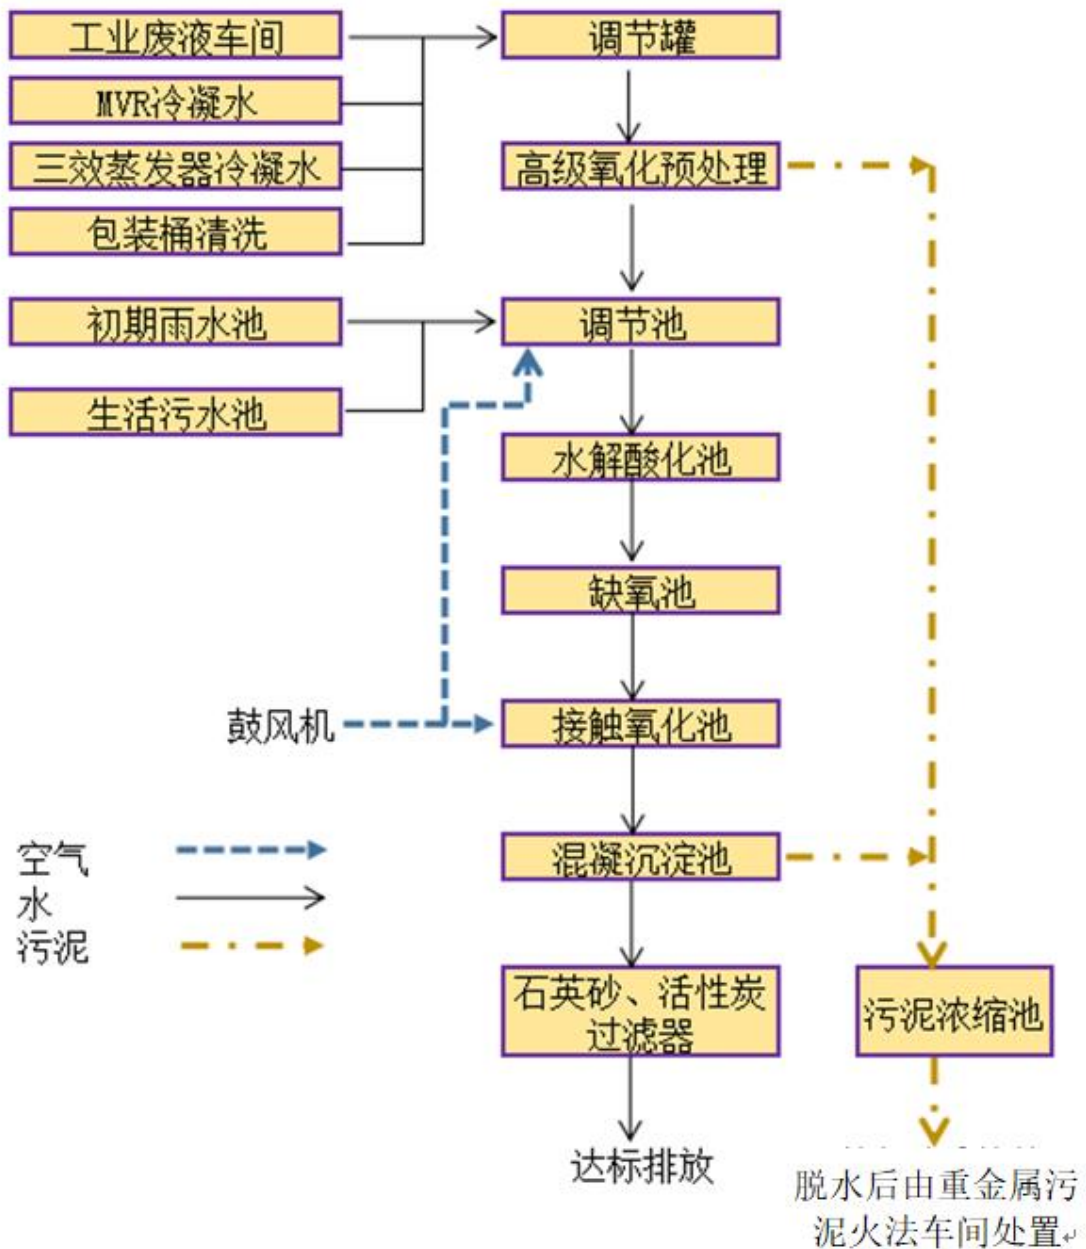 工业废液车间
调节罐
MVR冷凝水
三效蒸发器冷凝水
高级氧化预处理
包装桶清洗
初期雨水池
调节池
生活污水池
水解酸化池
缺氧池
鼓风机
接触氧化池
空气
混凝沉淀池
水
污泥
石英砂、活性炭
过滤器
污泥浓缩池
达标排放
脱水后由重金属污
泥火法车间处置